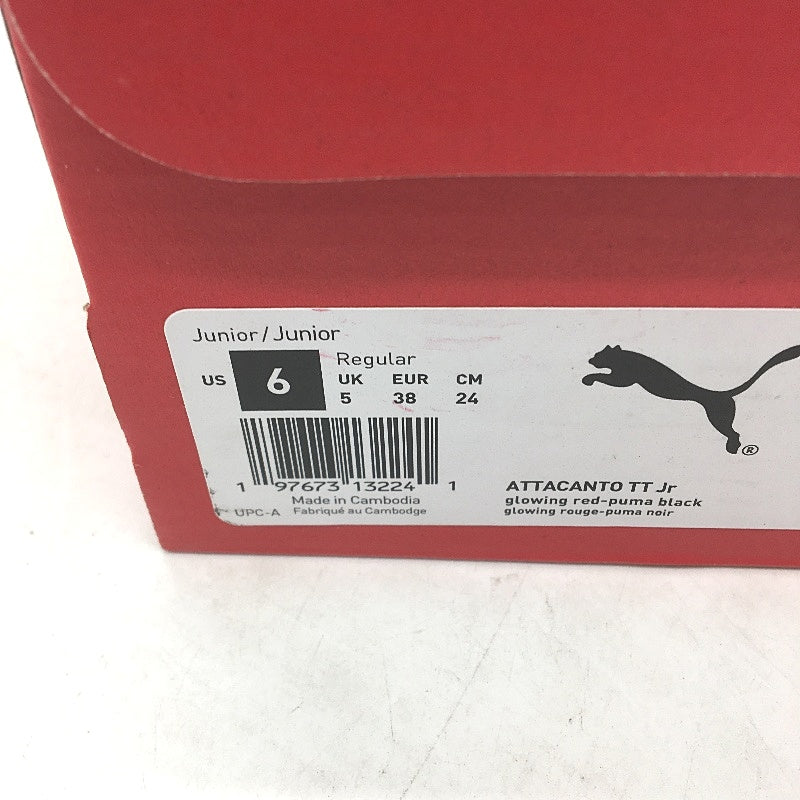 Junior / Junior
Regular
US 6 UK EUR CM
5 38 24
1 97673 13224 1
Made in Cambodia
UPC-A Fabriqué au Cambodge
®
ATTACANTO TT Jr
glowing red-puma black
glowing rouge-puma noir